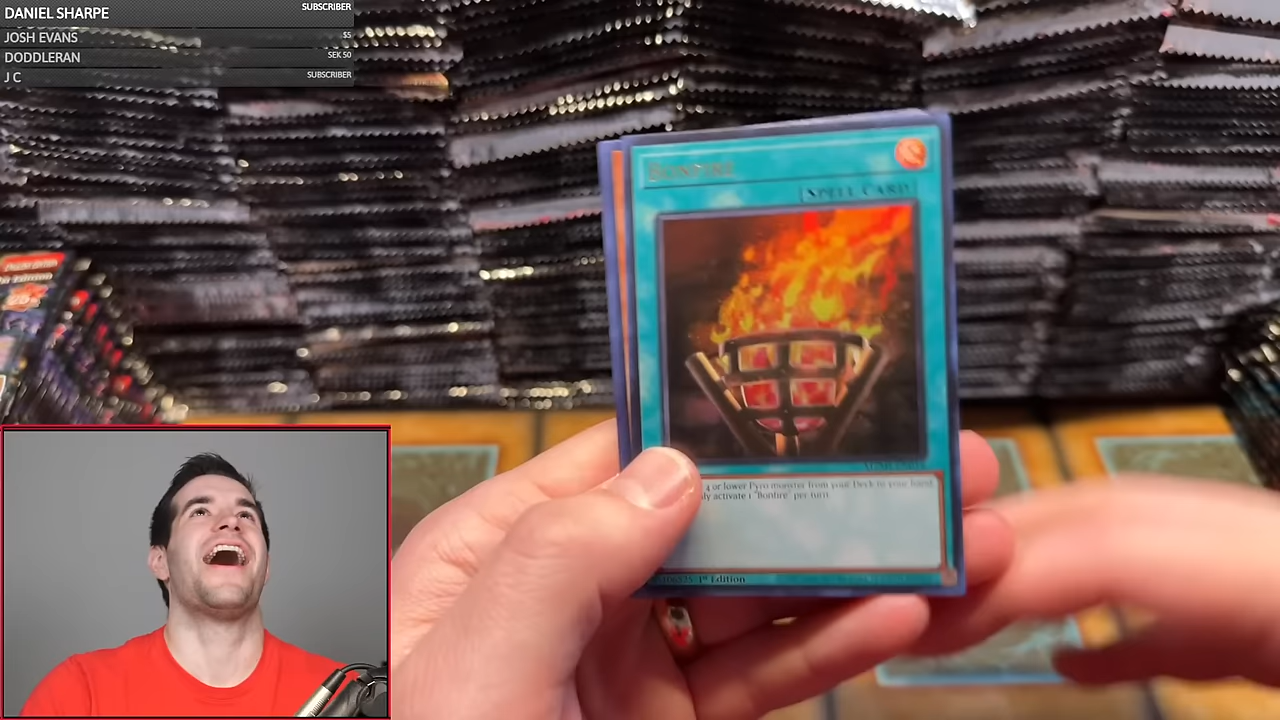 DANIEL SHARPE SUBSCRIBER
JOSH EVANS $5
DODDLERAN SEK 50
J C SUBSCRIBER
BONFIRE
SPELL CARD
4 or lower Pyro monster from your Deck to your hand.
activate 1 "Bonfire" per turn.
1st Edition